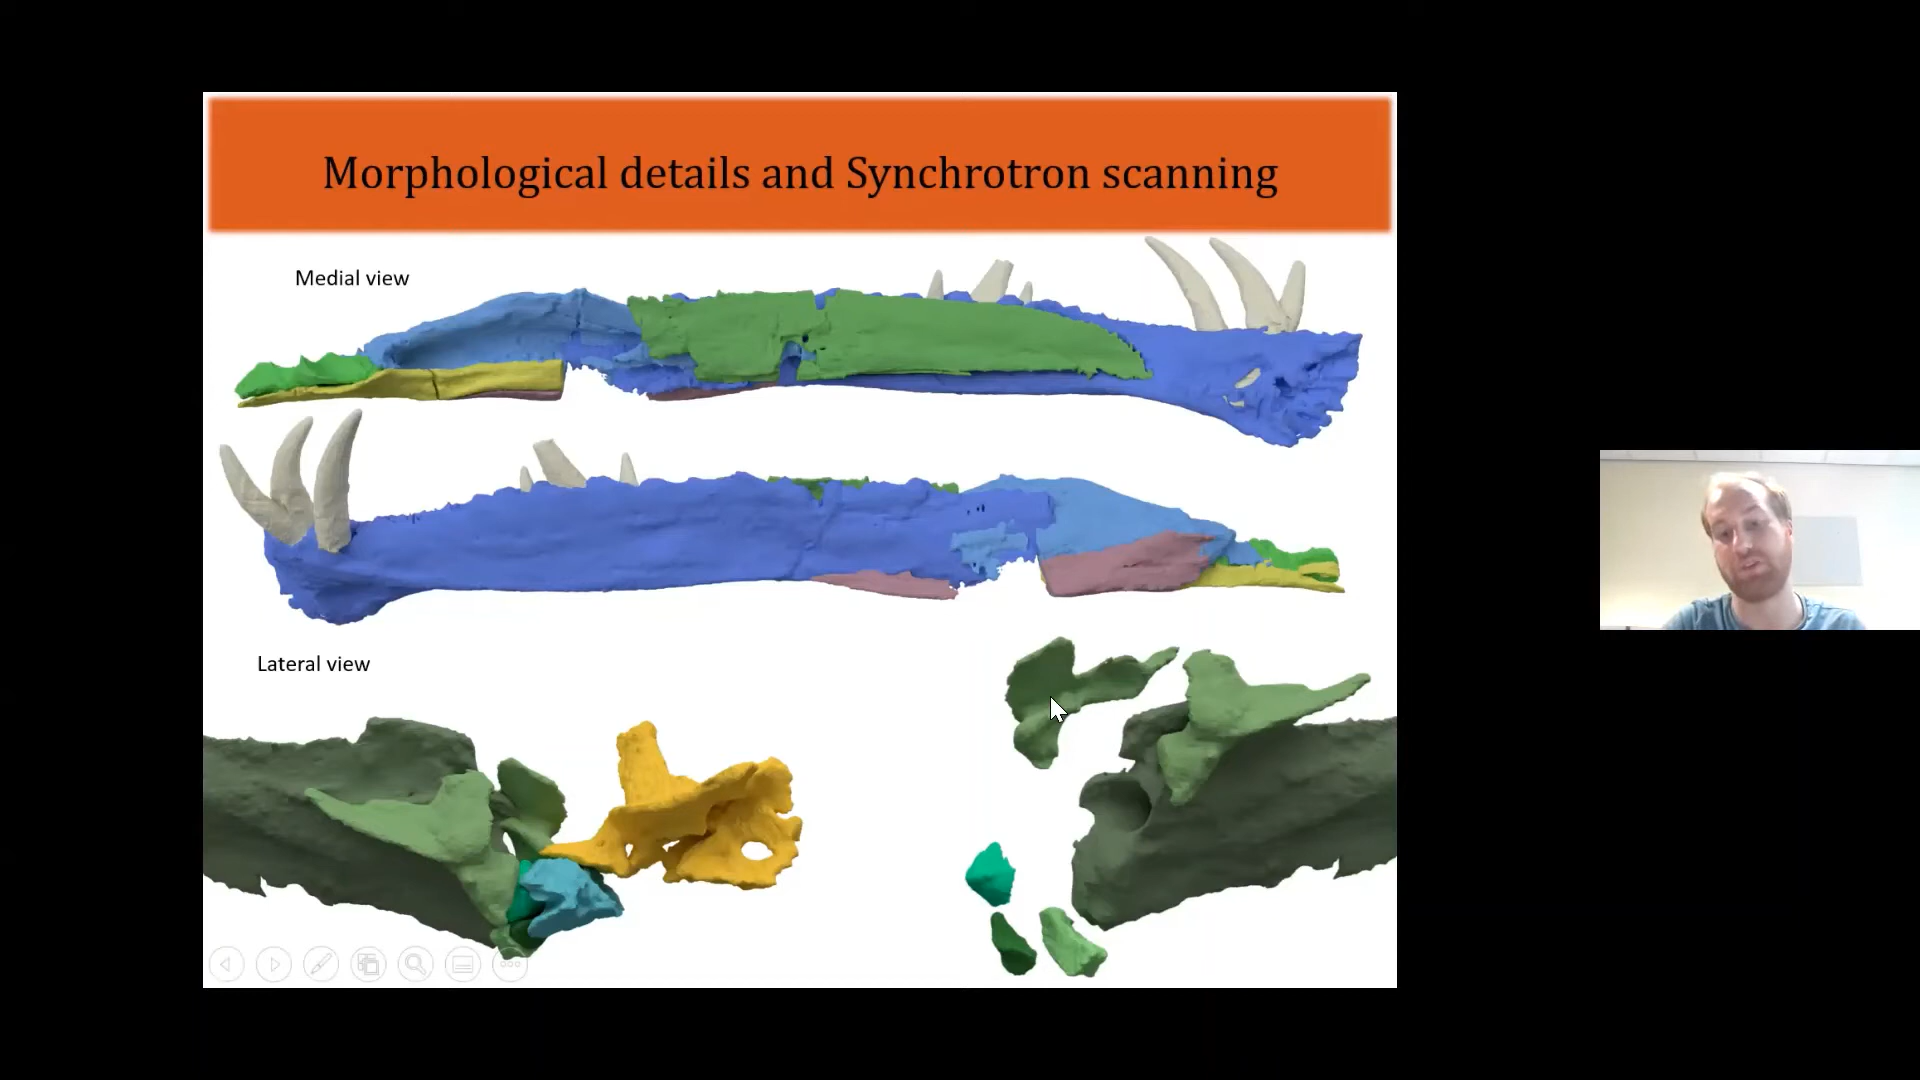 Morphological details and Synchrotron scanning
Medial view
Lateral view